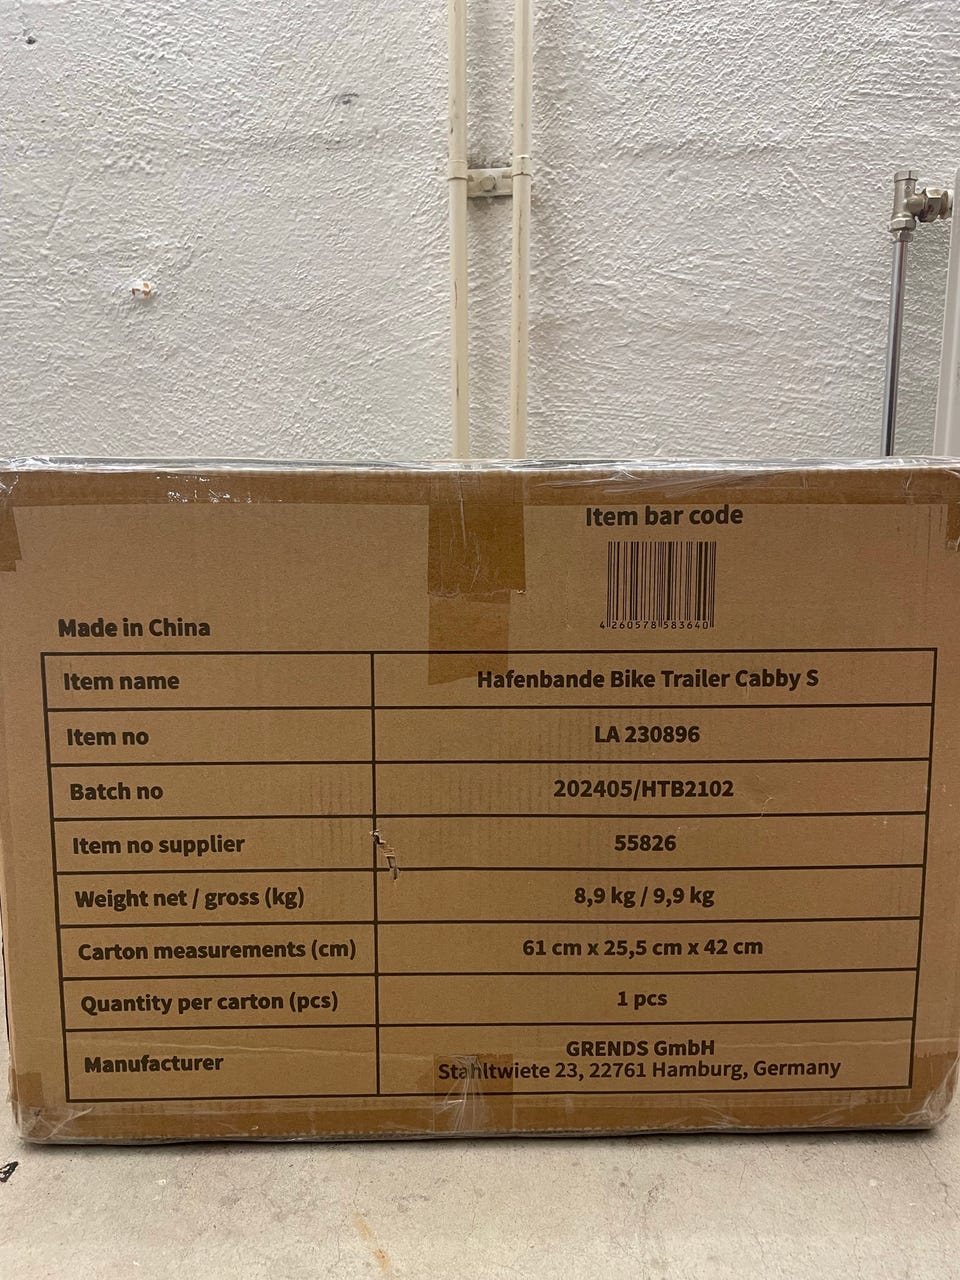 Item bar code
4 260578 583640
Made in China
Item name Hafenbande Bike Trailer Cabby S
Item no LA 230896
Batch no 202405/HTB2102
Item no supplier 55826
Weight net / gross (kg) 8,9 kg / 9,9 kg
Carton measurements (cm) 61 cm x 25,5 cm x 42 cm
Quantity per carton (pcs) 1 pcs
Manufacturer GRENDS GmbH
Stahltwiete 23, 22761 Hamburg, Germany